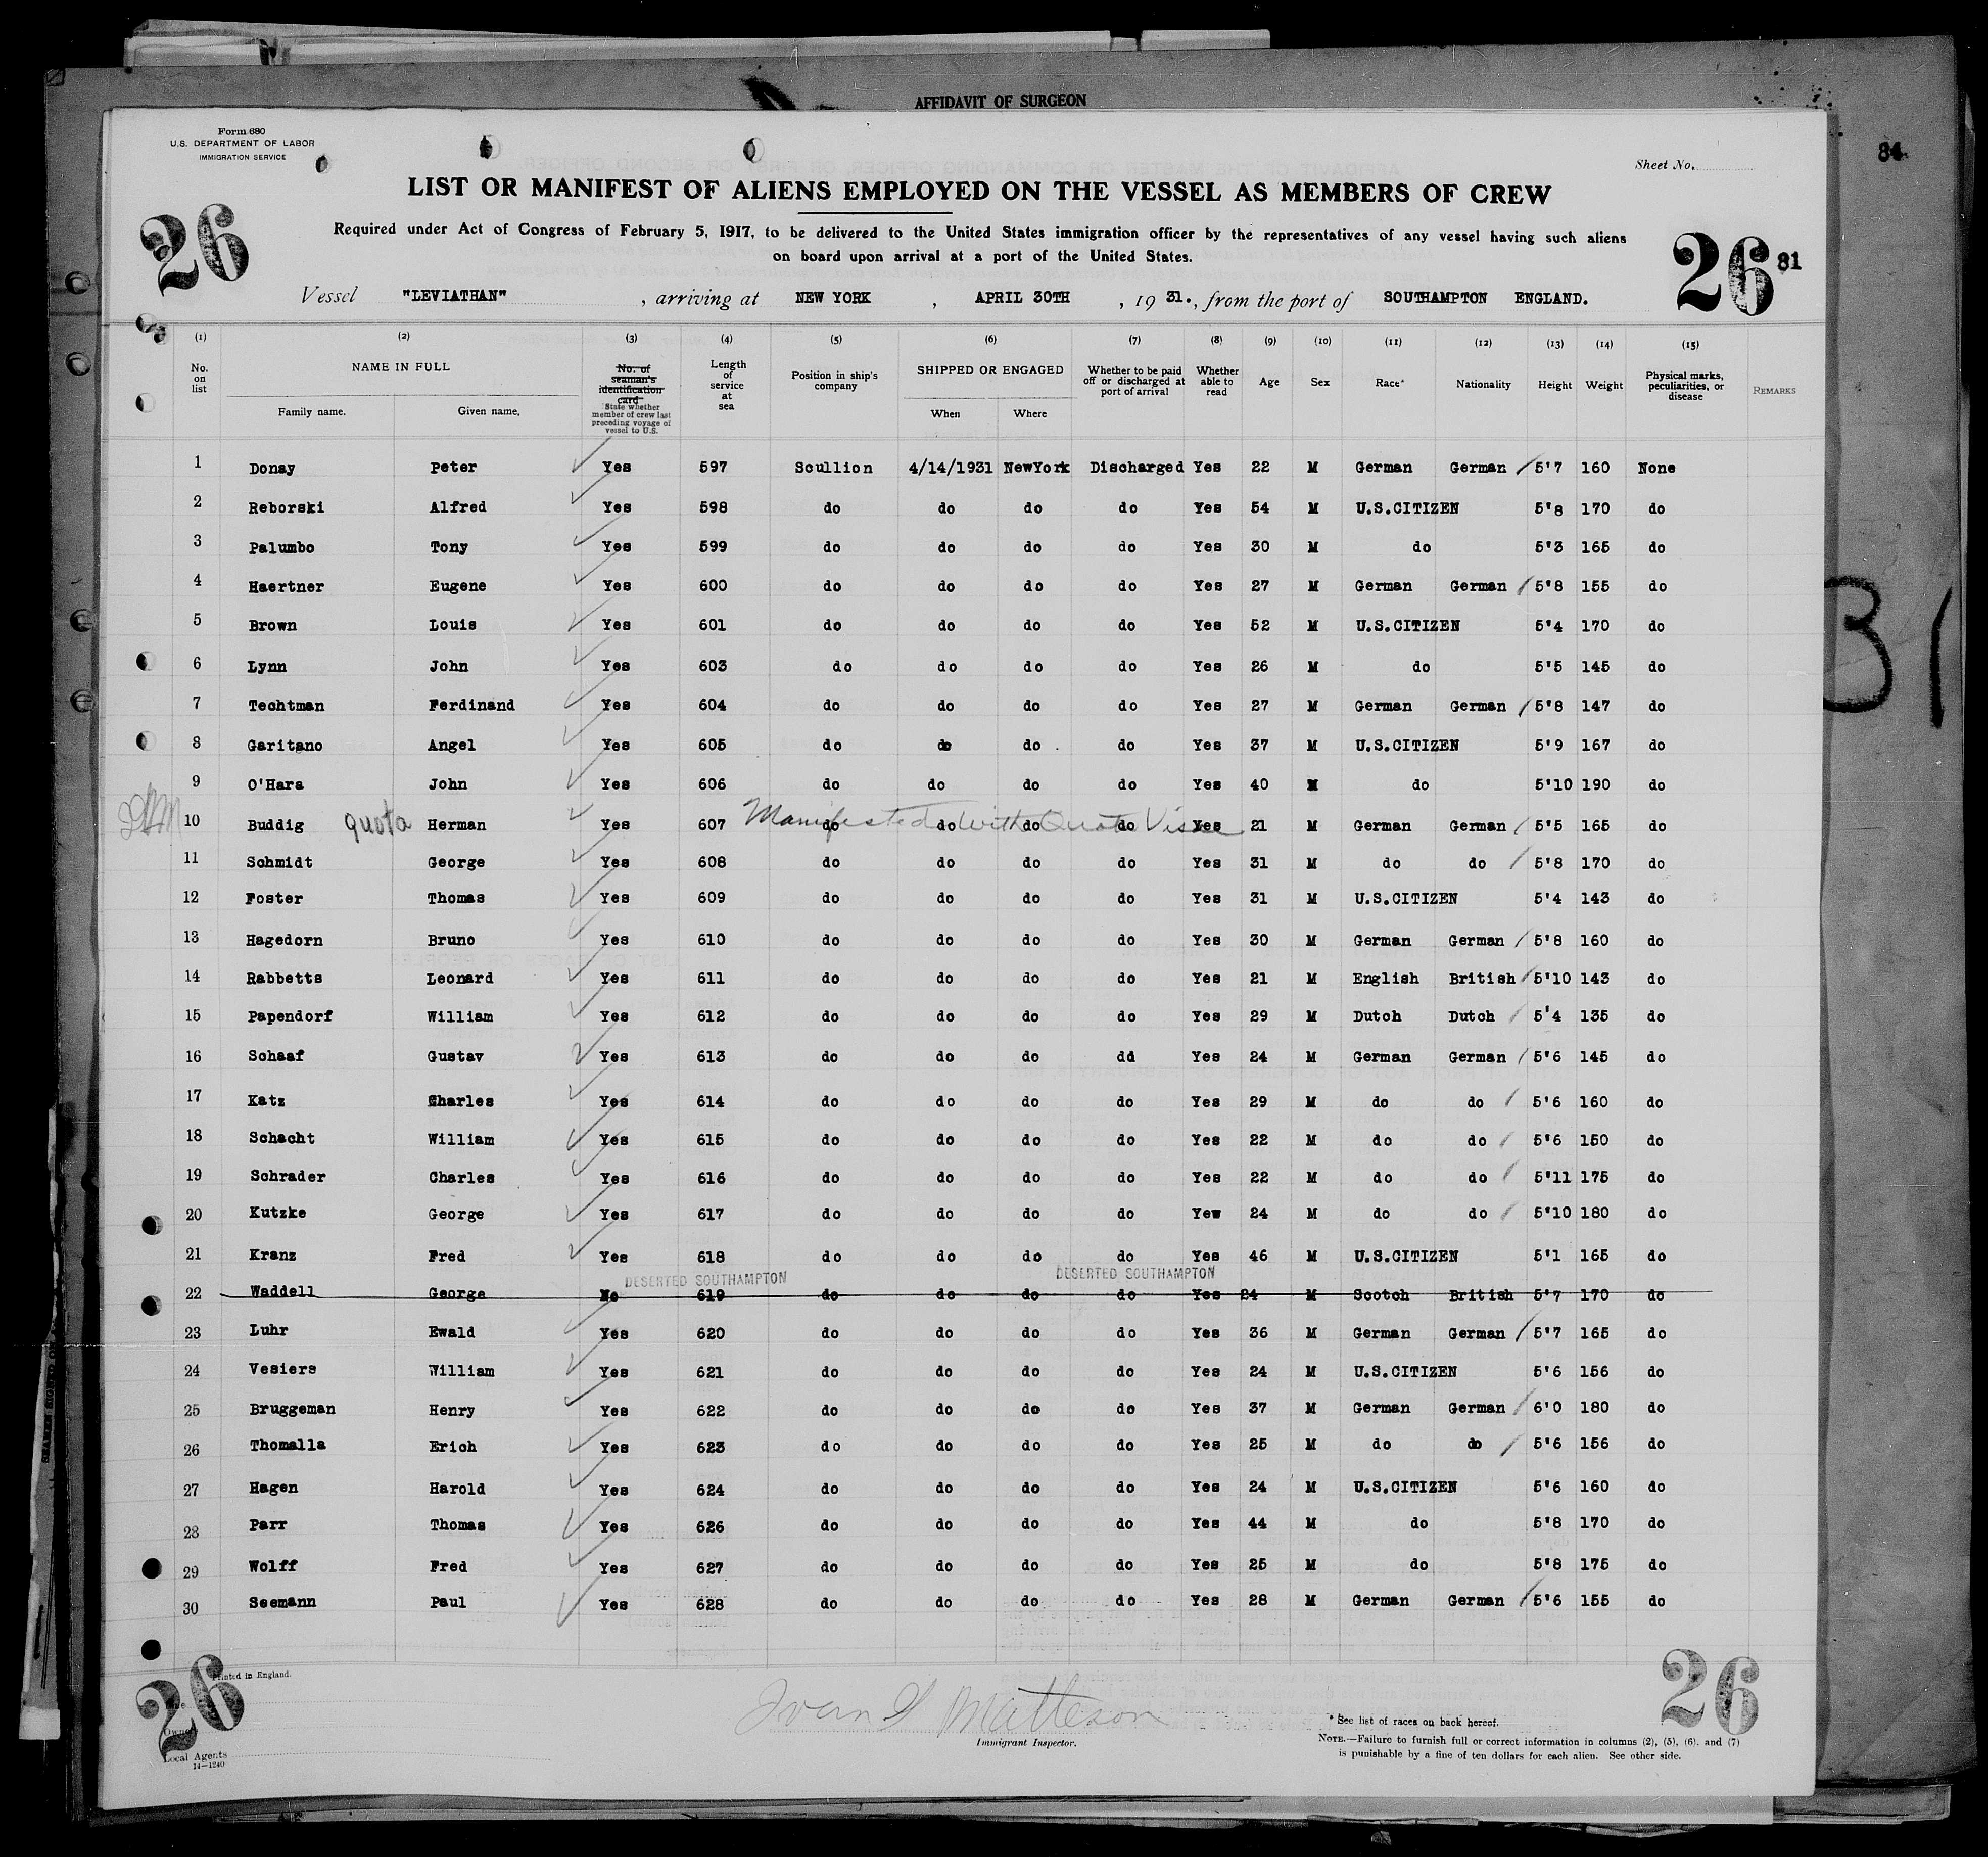 AFFIDAVIT OF SURGEON
84
Form 680
U.S. DEPARTMENT OF LABOR
IMMIGRATION SERVICE
Sheet No.
LIST OR MANIFEST OF ALIENS EMPLOYED ON THE VESSEL AS MEMBERS OF CREW
26
26
81
Required under Act of Congress of February 5, 1917, to be delivered to the United States immigration officer by the representatives of any vessel having such aliens
on board upon arrival at a port of the United States.
Vessel "LEVIATHAN", arriving at NEW YORK, APRIL 30TH, 19 31., from the port of SOUTHAMPTON ENGLAND.
(1) (2) (3) (4) (5) (6) (7) (8) (9) (10) (11) (12) (13) (14) (15)
No. on list
NAME IN FULL
Family name. Given name.
No. of seaman's identification card
State whether member of crew last preceding voyage of vessel to U.S.
Length of service at sea
Position in ship's company
SHIPPED OR ENGAGED
When Where
Whether to be paid off or discharged at port of arrival
Whether able to read
Age
Sex
Race*
Nationality
Height
Weight
Physical marks, peculiarities, or disease
REMARKS
1 Donay Peter Yes 597 Scullion 4/14/1931 NewYork Discharged Yes 22 M German German 5'7 160 None
2 Reborski Alfred Yes 598 do do do do Yes 54 M U.S.CITIZEN 5'8 170 do
3 Palumbo Tony Yes 599 do do do do Yes 30 M do 5'3 165 do
4 Haertner Eugene Yes 600 do do do do Yes 27 M German German 5'8 155 do
5 Brown Louis Yes 601 do do do do Yes 52 M U.S.CITIZEN 5'4 170 do
6 Lynn John Yes 603 do do do do Yes 26 M do 5'5 145 do
7 Techtman Ferdinand Yes 604 do do do do Yes 27 M German German 5'8 147 do
8 Garitano Angel Yes 605 do do do do Yes 37 M U.S.CITIZEN 5'9 167 do
9 O'Hara John Yes 606 do do do do Yes 40 M do 5'10 190 do
10 Buddig quota Herman Yes 607 do do do do Yes 21 M German German 5'5 165 do
Manifested With Quota Visa
11 Schmidt George Yes 608 do do do do Yes 31 M do do 5'8 170 do
12 Foster Thomas Yes 609 do do do do Yes 31 M U.S.CITIZEN 5'4 143 do
13 Hagedorn Bruno Yes 610 do do do do Yes 30 M German German 5'8 160 do
14 Rabbetts Leonard Yes 611 do do do do Yes 21 M English British 5'10 143 do
15 Papendorf William Yes 612 do do do do Yes 29 M Dutch Dutch 5'4 135 do
16 Schaaf Gustav Yes 613 do do do dd Yes 24 M German German 5'6 145 do
17 Katz Charles Yes 614 do do do do Yes 29 M do do 5'6 160 do
18 Schacht William Yes 615 do do do do Yes 22 M do do 5'6 150 do
19 Schrader Charles Yes 616 do do do do Yes 22 M do do 5'11 175 do
20 Kutzke George Yes 617 do do do do Yew 24 M do do 5'10 180 do
21 Kranz Fred Yes 618 do do do do Yes 46 M U.S.CITIZEN 5'1 165 do
DESERTED SOUTHAMPTON DESERTED SOUTHAMPTON
22 Waddell George No 619 do do do do Yes 24 M Scotch British 5'7 170 do
23 Luhr Ewald Yes 620 do do do do Yes 36 M German German 5'7 165 do
24 Vesiers William Yes 621 do do do do Yes 24 M U.S.CITIZEN 5'6 156 do
25 Bruggeman Henry Yes 622 do do do do Yes 37 M German German 6'0 180 do
26 Thomalla Erich Yes 623 do do do do Yes 25 M do do 5'6 156 do
27 Hagen Harold Yes 624 do do do do Yes 24 M U.S.CITIZEN 5'6 160 do
28 Parr Thomas Yes 626 do do do do Yes 44 M do 5'8 170 do
29 Wolff Fred Yes 627 do do do do Yes 25 M do 5'8 175 do
30 Seemann Paul Yes 628 do do do do Yes 28 M German German 5'6 155 do
31
26
26
Printed in England.
Local Agents
14—1240
Ivan G Matteson
Immigrant Inspector.
* See list of races on back hereof.
NOTE.—Failure to furnish full or correct information in columns (2), (5), (6), and (7)
is punishable by a fine of ten dollars for each alien. See other side.